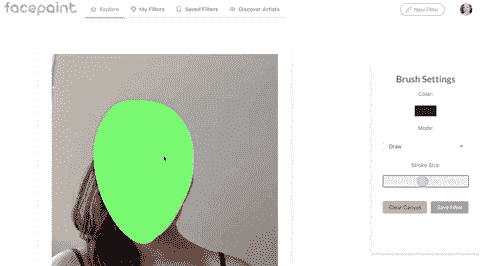 facepaint
Explore
My Filters
Saved Filters
Discover Artists
New Filter
Brush Settings
Color:
Mode:
Draw
Stroke Size:
Clear Canvas
Save Filter